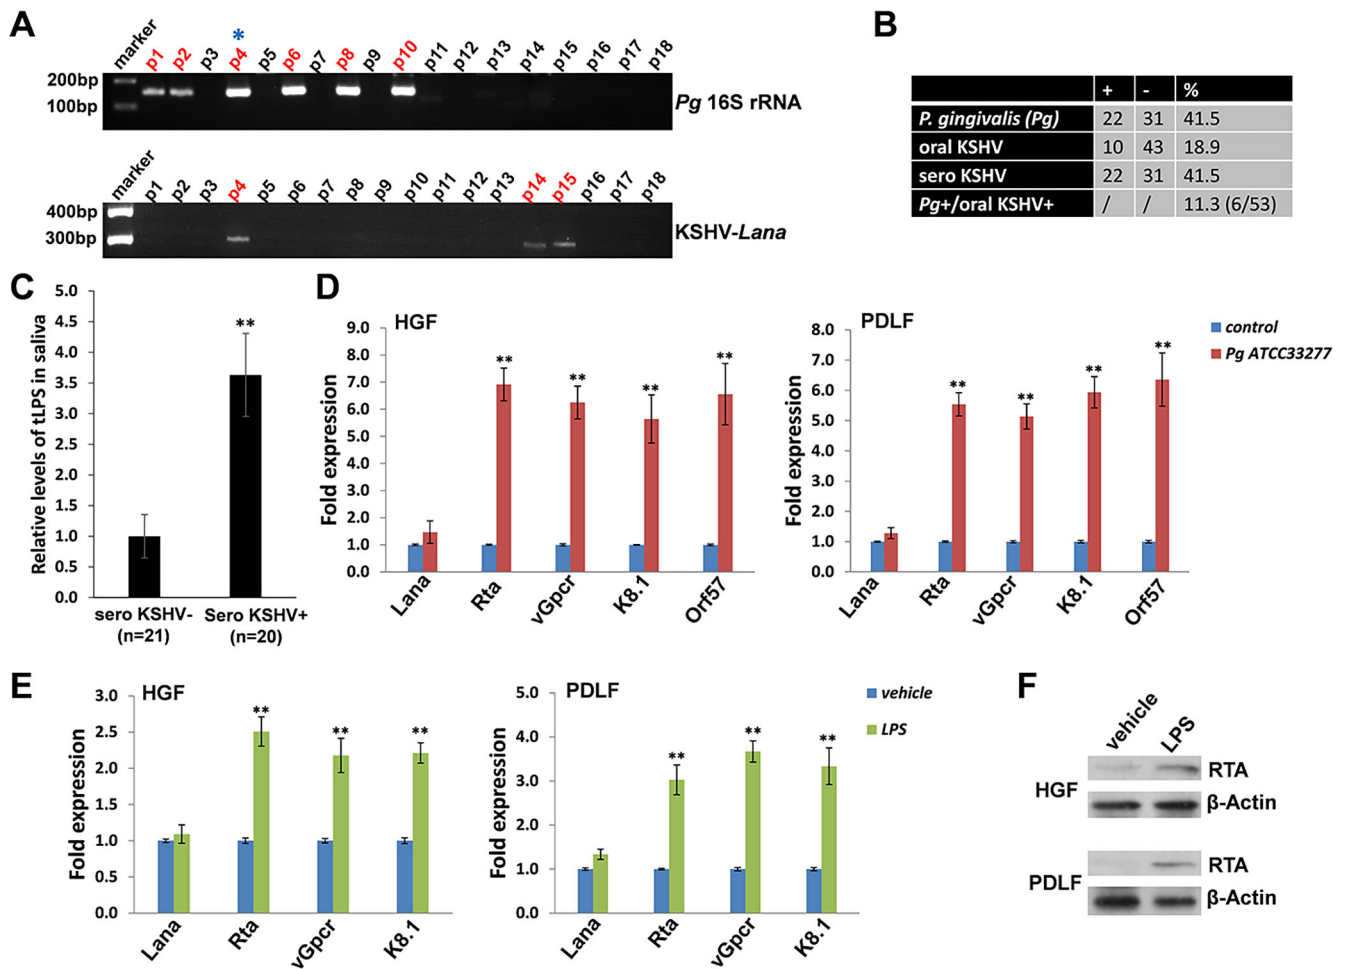 A
*
marker p1 p2 p3 p4 p5 p6 p7 p8 p9 p10 p11 p12 p13 p14 p15 p16 p17 p18
200bp
100bp
Pg 16S rRNA
marker p1 p2 p3 p4 p5 p6 p7 p8 p9 p10 p11 p12 p13 p14 p15 p16 p17 p18
400bp
300bp
KSHV-Lana
B
+ - %
P. gingivalis (Pg) 22 31 41.5
oral KSHV 10 43 18.9
sero KSHV 22 31 41.5
Pg+/oral KSHV+ / / 11.3 (6/53)
C
Relative levels of tLPS in saliva
5.0
4.5
4.0
3.5
3.0
2.5
2.0
1.5
1.0
0.5
0.0
**
sero KSHV- Sero KSHV+
(n=21) (n=20)
D
HGF
Fold expression
9.0
8.0
7.0
6.0
5.0
4.0
3.0
2.0
1.0
0.0
** ** ** **
Lana Rta vGpcr K8.1 Orf57
PDLF
Fold expression
8.0
7.0
6.0
5.0
4.0
3.0
2.0
1.0
0.0
** ** ** **
Lana Rta vGpcr K8.1 Orf57
control
Pg ATCC33277
E
HGF
Fold expression
3.0
2.5
2.0
1.5
1.0
0.5
0.0
** ** **
Lana Rta vGpcr K8.1
PDLF
Fold expression
5.0
4.0
3.0
2.0
1.0
0.0
** ** **
Lana Rta vGpcr K8.1
vehicle
LPS
F
vehicle LPS
HGF
RTA
β-Actin
PDLF
RTA
β-Actin